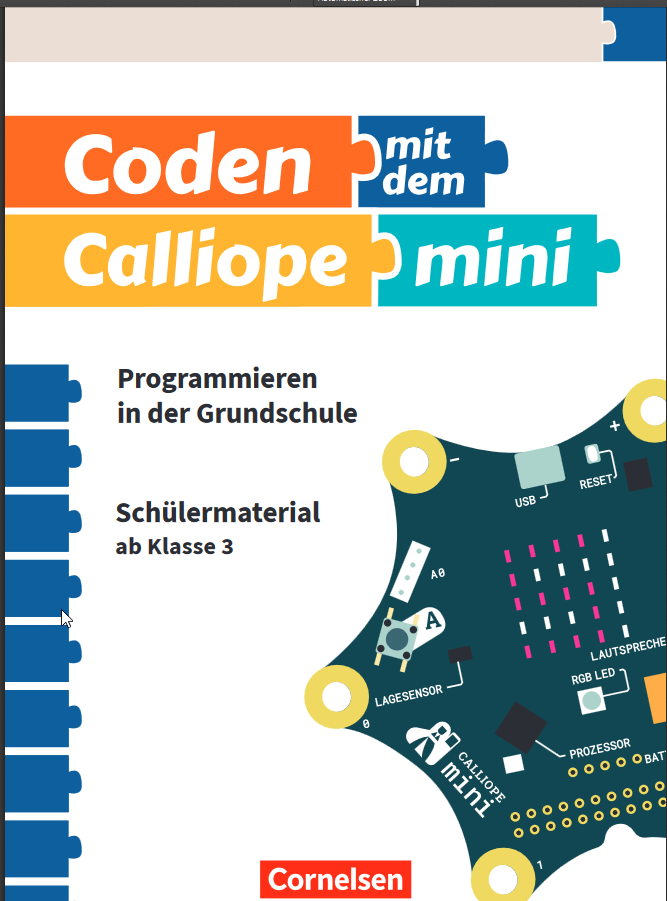 Coden mit dem
Calliope mini
Programmieren
in der Grundschule
Schülermaterial
ab Klasse 3
+
-
USB
RESET
A0
A
LAUTSPRECHE
RGB LED
LAGESENSOR
0
PROZESSOR
BATT
CALLIOPE
mini
1
Cornelsen